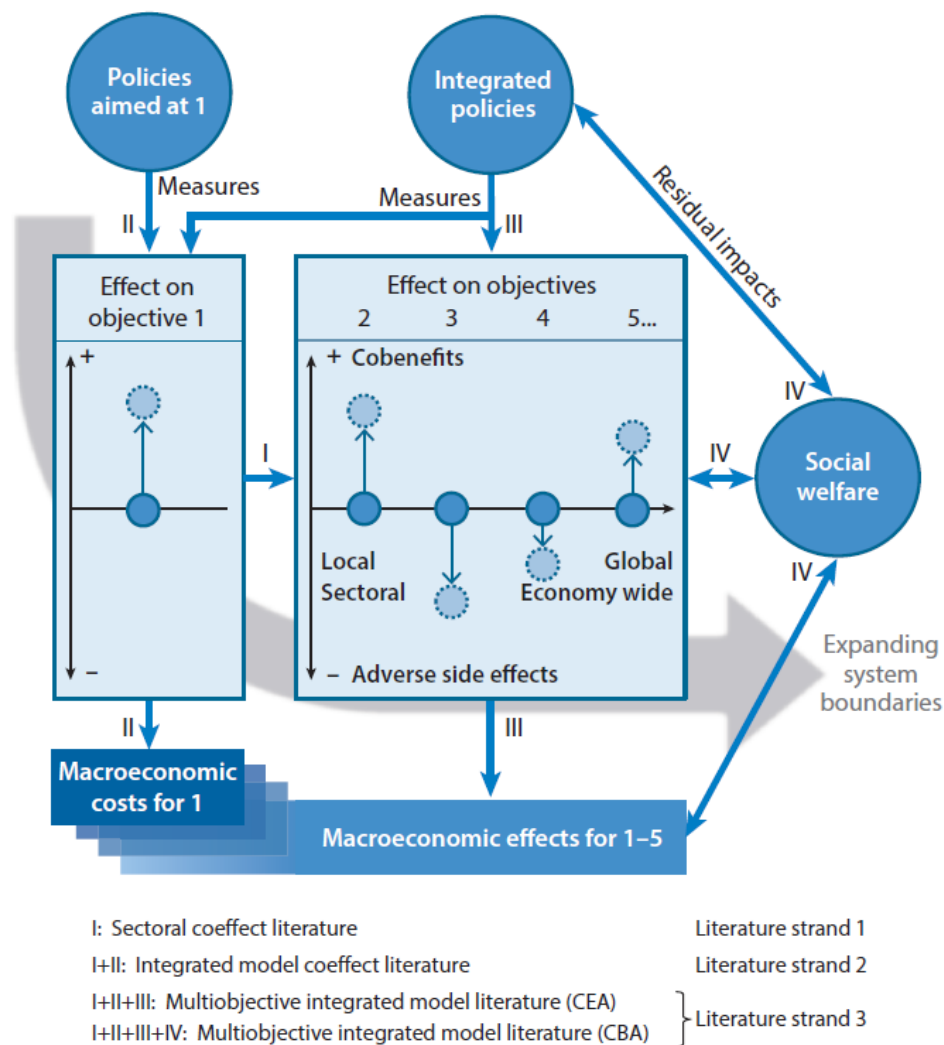 Policies
aimed at 1
Integrated
policies
Measures
Measures
II
III
Residual impacts
Effect on
objective 1
Effect on objectives
2 3 4 5...
+
+ Cobenefits
I
IV
IV
Social
welfare
IV
Local
Sectoral
Global
Economy wide
–
– Adverse side effects
Expanding
system
boundaries
II
III
Macroeconomic
costs for 1
Macroeconomic effects for 1–5
I: Sectoral coeffect literature Literature strand 1
I+II: Integrated model coeffect literature Literature strand 2
I+II+III: Multiobjective integrated model literature (CEA)
I+II+III+IV: Multiobjective integrated model literature (CBA)
Literature strand 3